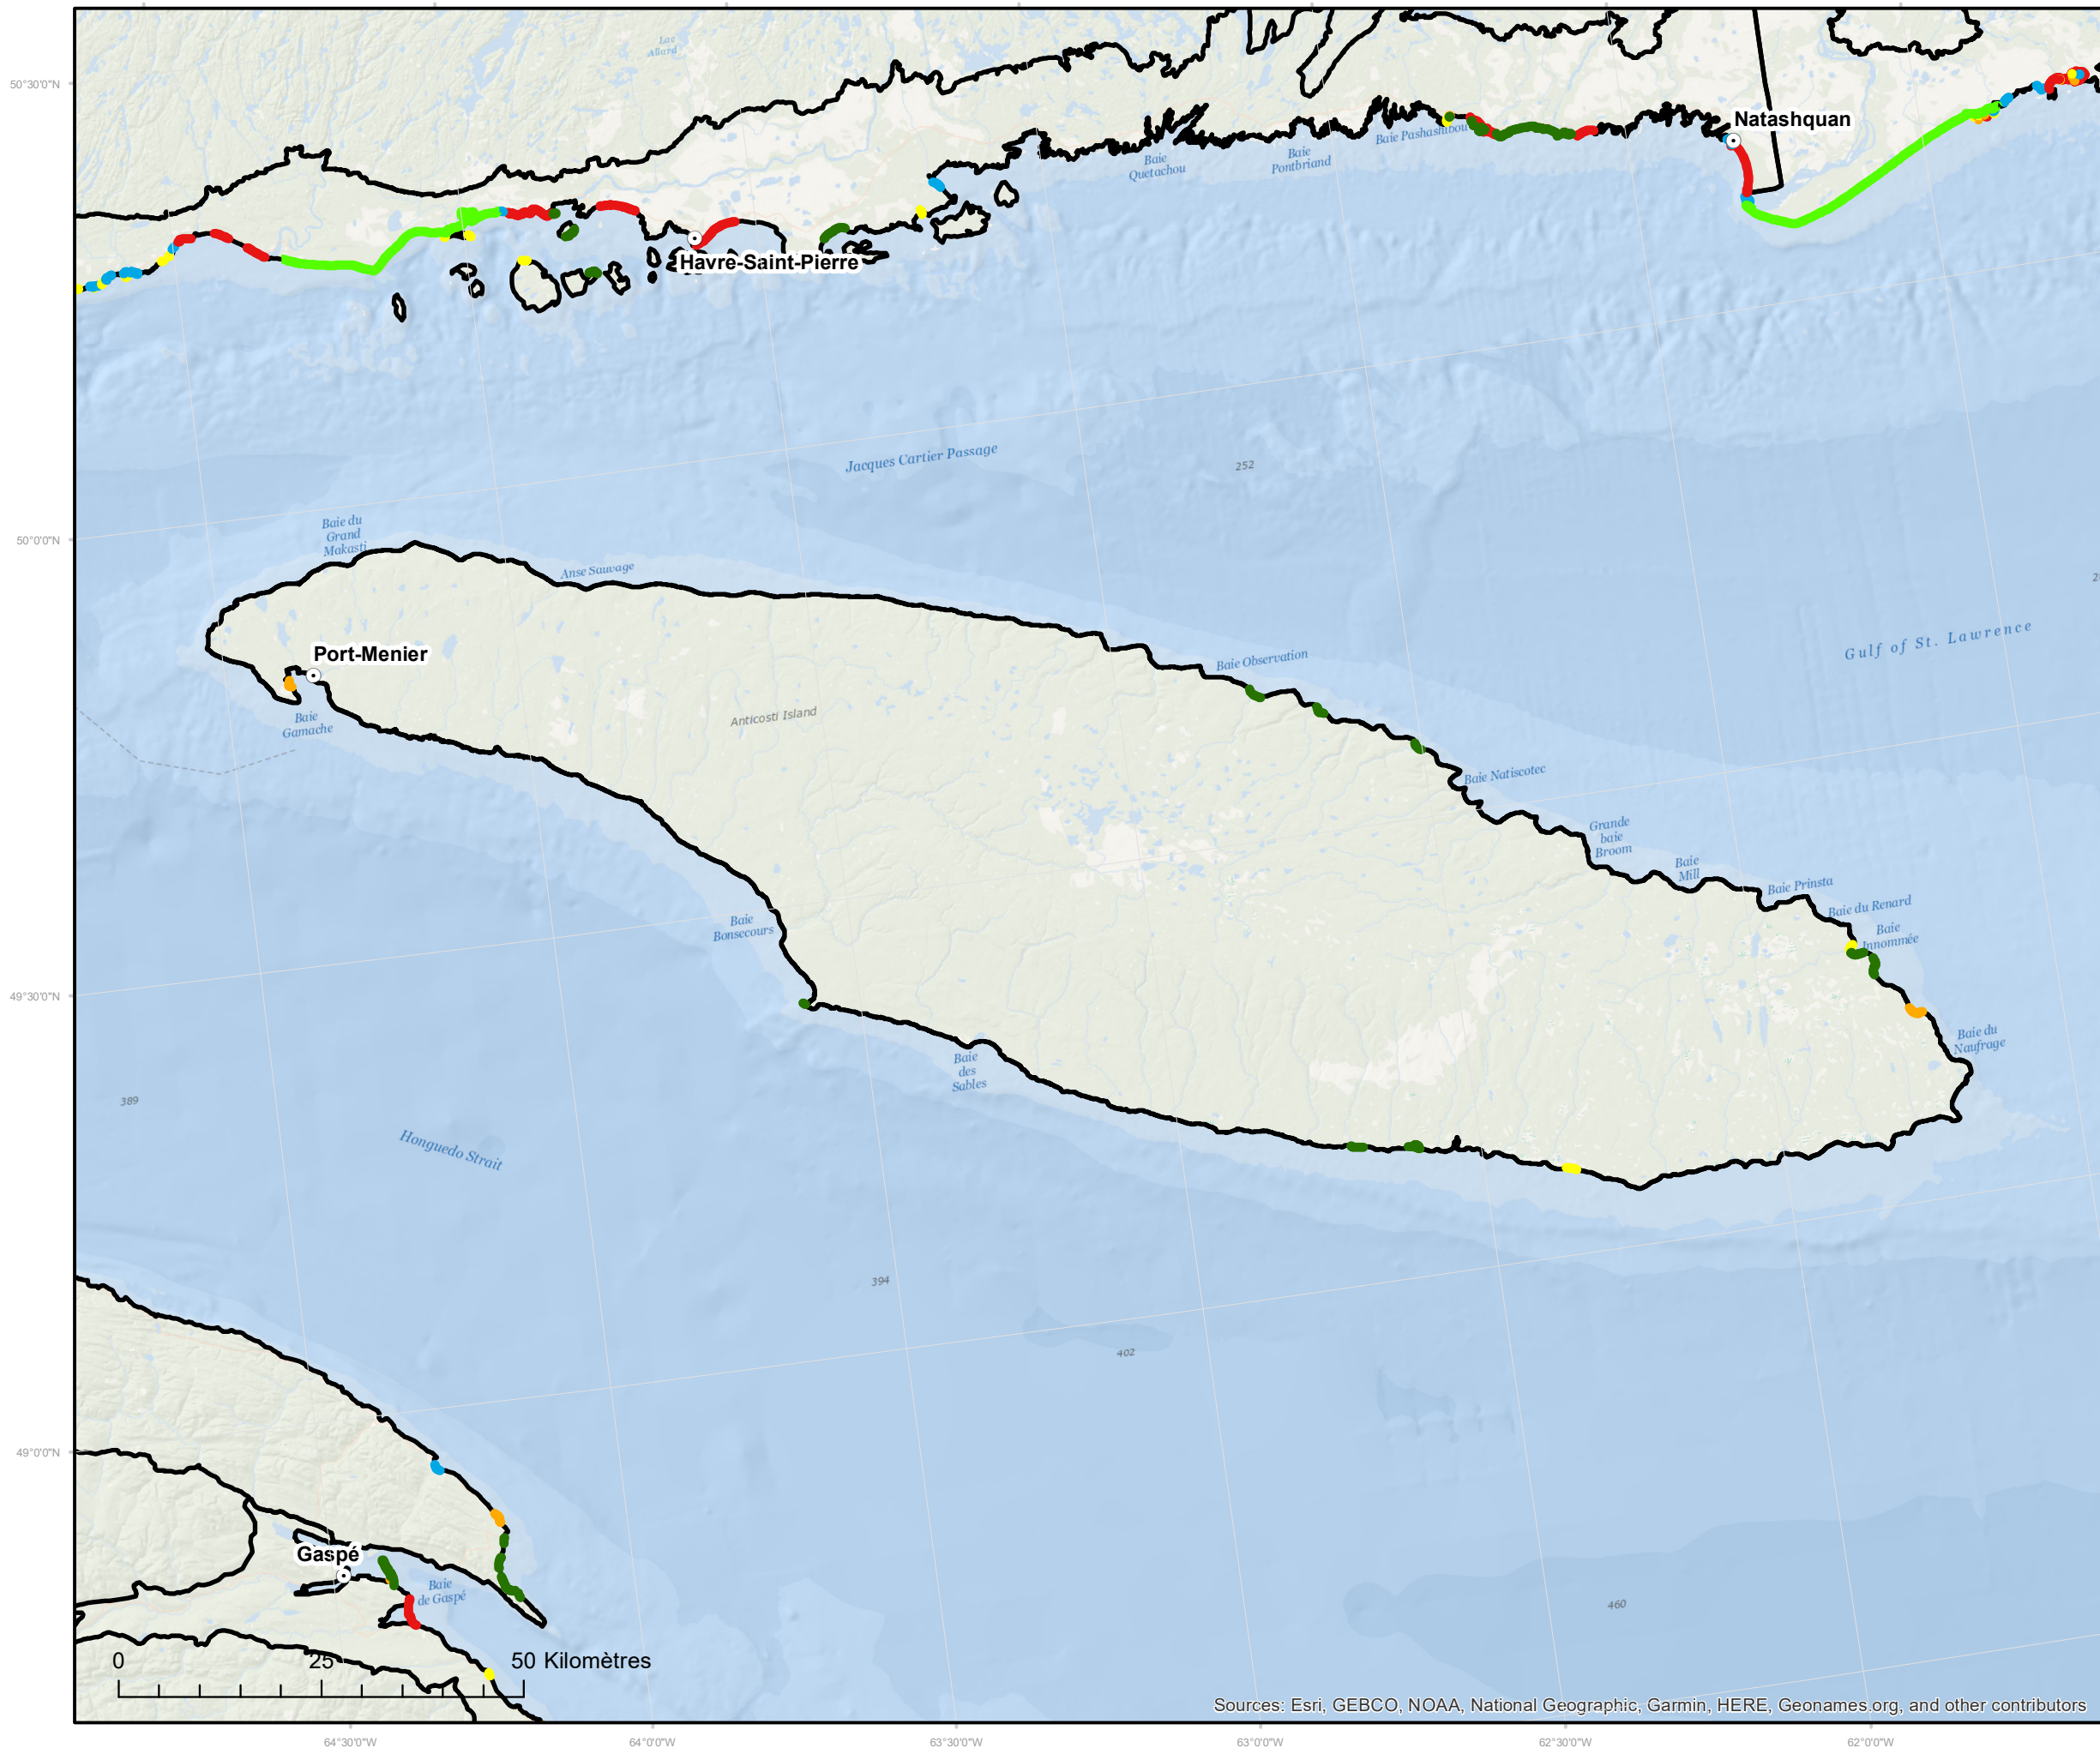 Lac
Allard
50°30'0"N
Natashquan
Baie Pashashibou
Baie
Quetachou
Baie
Pontbriand
Havre-Saint-Pierre
Jacques Cartier Passage
252
50°0'0"N
Baie du
Grand
Makasti
Anse Sauvage
Gulf of St. Lawrence
Port-Menier
Baie Observation
Baie
Gamache
Anticosti Island
Baie Natiscotec
Grande
baie
Broom
Baie
Mill
Baie Prinsta
Baie du Renard
Baie
Innommée
Baie
Bonsecours
49°30'0"N
Baie du
Naufrage
Baie
des
Sables
389
Honguedo Strait
394
402
49°0'0"N
Gaspé
Baie
de Gaspé
460
0 25 50 Kilomètres
Sources: Esri, GEBCO, NOAA, National Geographic, Garmin, HERE, Geonames.org, and other contributors
64°30'0"W 64°0'0"W 63°30'0"W 63°0'0"W 62°30'0"W 62°0'0"W